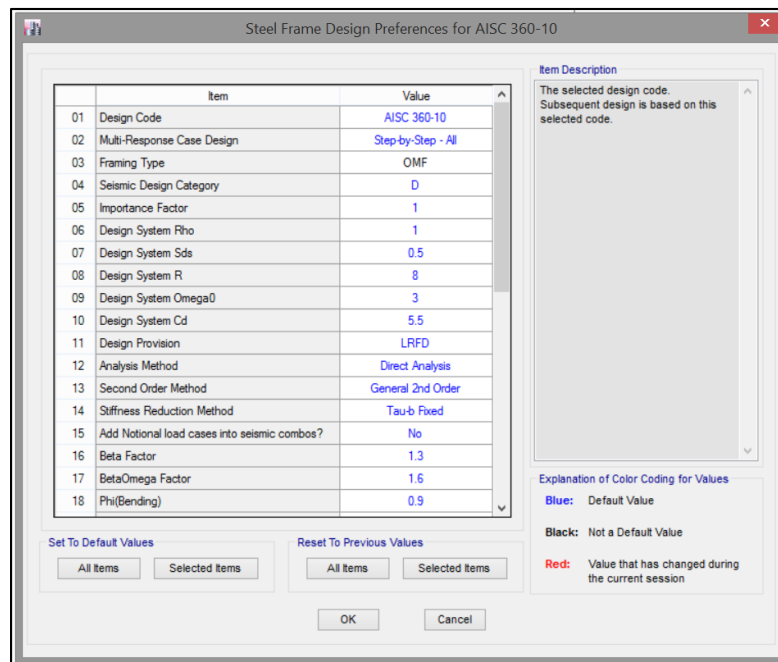 Steel Frame Design Preferences for AISC 360-10
Item Value
01 Design Code AISC 360-10
02 Multi-Response Case Design Step-by-Step - All
03 Framing Type OMF
04 Seismic Design Category D
05 Importance Factor 1
06 Design System Rho 1
07 Design System Sds 0.5
08 Design System R 8
09 Design System Omega0 3
10 Design System Cd 5.5
11 Design Provision LRFD
12 Analysis Method Direct Analysis
13 Second Order Method General 2nd Order
14 Stiffness Reduction Method Tau-b Fixed
15 Add Notional load cases into seismic combos? No
16 Beta Factor 1.3
17 BetaOmega Factor 1.6
18 Phi(Bending) 0.9
Set To Default Values
All Items Selected Items
Reset To Previous Values
All Items Selected Items
Item Description
The selected design code.
Subsequent design is based on this
selected code.
Explanation of Color Coding for Values
Blue: Default Value
Black: Not a Default Value
Red: Value that has changed during
the current session
OK Cancel